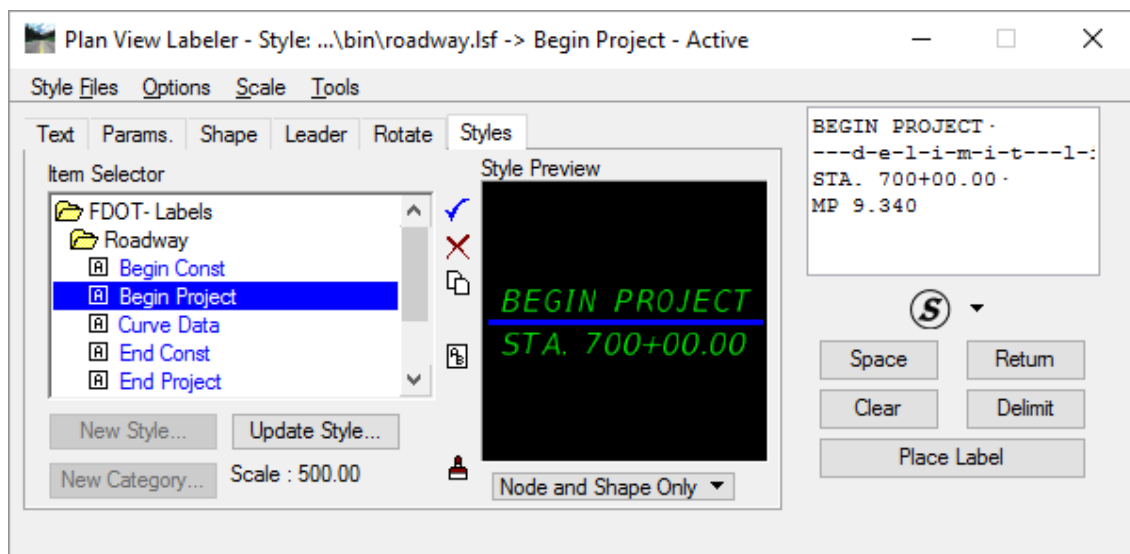 Plan View Labeler - Style: ...\bin\roadway.lsf -> Begin Project - Active
Style Files Options Scale Tools
Text Params. Shape Leader Rotate Styles
Item Selector
FDOT- Labels
Roadway
A Begin Const
A Begin Project
A Curve Data
A End Const
A End Project
New Style... Update Style...
New Category... Scale : 500.00
AB
Style Preview
BEGIN PROJECT
STA. 700+00.00
Node and Shape Only
BEGIN PROJECT·
---d-e-l-i-m-i-t---l-
STA. 700+00.00·
MP 9.340
S
Space Return
Clear Delimit
Place Label